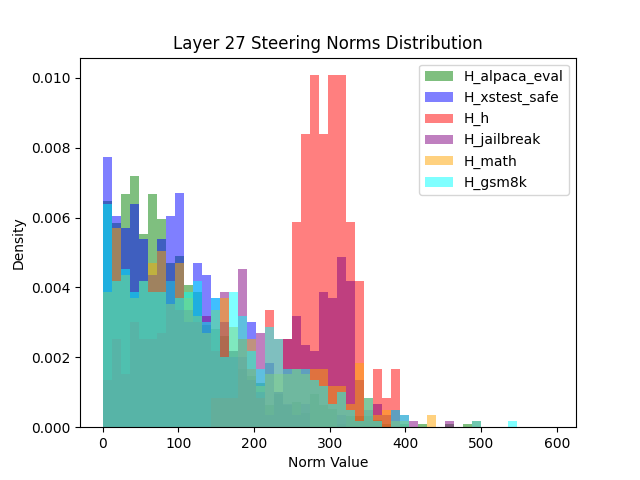 Layer 27 Steering Norms Distribution
H_alpaca_eval
H_xstest_safe
H_h
H_jailbreak
H_math
H_gsm8k
0.010
0.008
0.006
0.004
0.002
0.000
Density
0 100 200 300 400 500 600
Norm Value